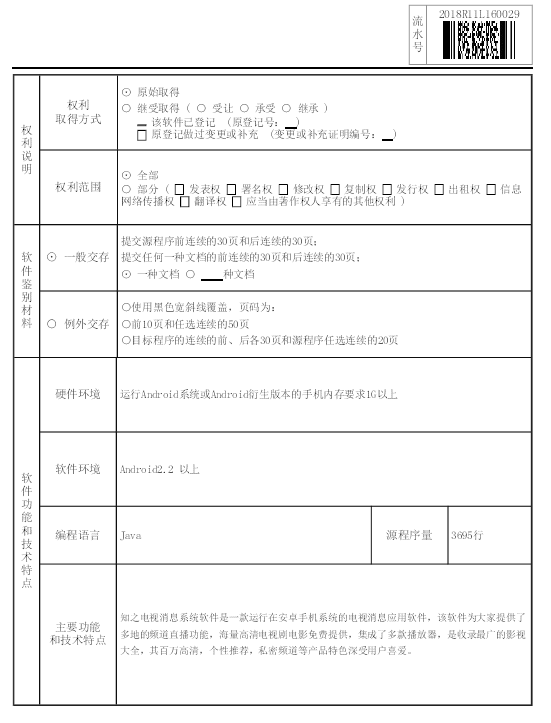 流水号
2018R11L160029
权利说明
权利
取得方式
⊙ 原始取得
○ 继受取得 ( ○ 受让 ○ 承受 ○ 继承 )
该软件已登记 (原登记号: )
□ 原登记做过变更或补充 (变更或补充证明编号: )
权利范围
⊙ 全部
○ 部分 ( □ 发表权 □ 署名权 □ 修改权 □ 复制权 □ 发行权 □ 出租权 □ 信息
网络传播权 □ 翻译权 □ 应当由著作权人享有的其他权利 )
软件鉴别材料
⊙ 一般交存
提交源程序前连续的30页和后连续的30页;
提交任何一种文档的前连续的30页和后连续的30页;
⊙ 一种文档 ○ ___种文档
○ 例外交存
○使用黑色宽斜线覆盖, 页码为:
○前10页和任选连续的50页
○目标程序的连续的前、后各30页和源程序任选连续的20页
软件功能和技术特点
硬件环境
运行Android系统或Android衍生版本的手机内存要求1G以上
软件环境
Android2.2 以上
编程语言
Java
源程序量
3695行
主要功能
和技术特点
知之电视消息系统软件是一款运行在安卓手机系统的电视消息应用软件, 该软件为大家提供了
多地的频道直播功能, 海量高清电视剧电影免费提供, 集成了多款播放器, 是收录最广的影视
大全, 其百万高清, 个性推荐, 私密频道等产品特色深受用户喜爱。